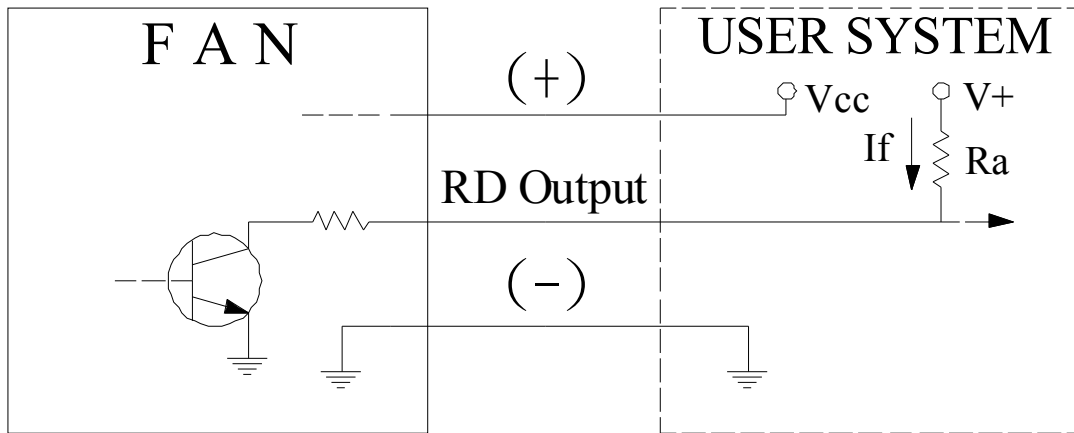 F A N
USER SYSTEM
(+)
Vcc
V+
If
Ra
RD Output
(−)